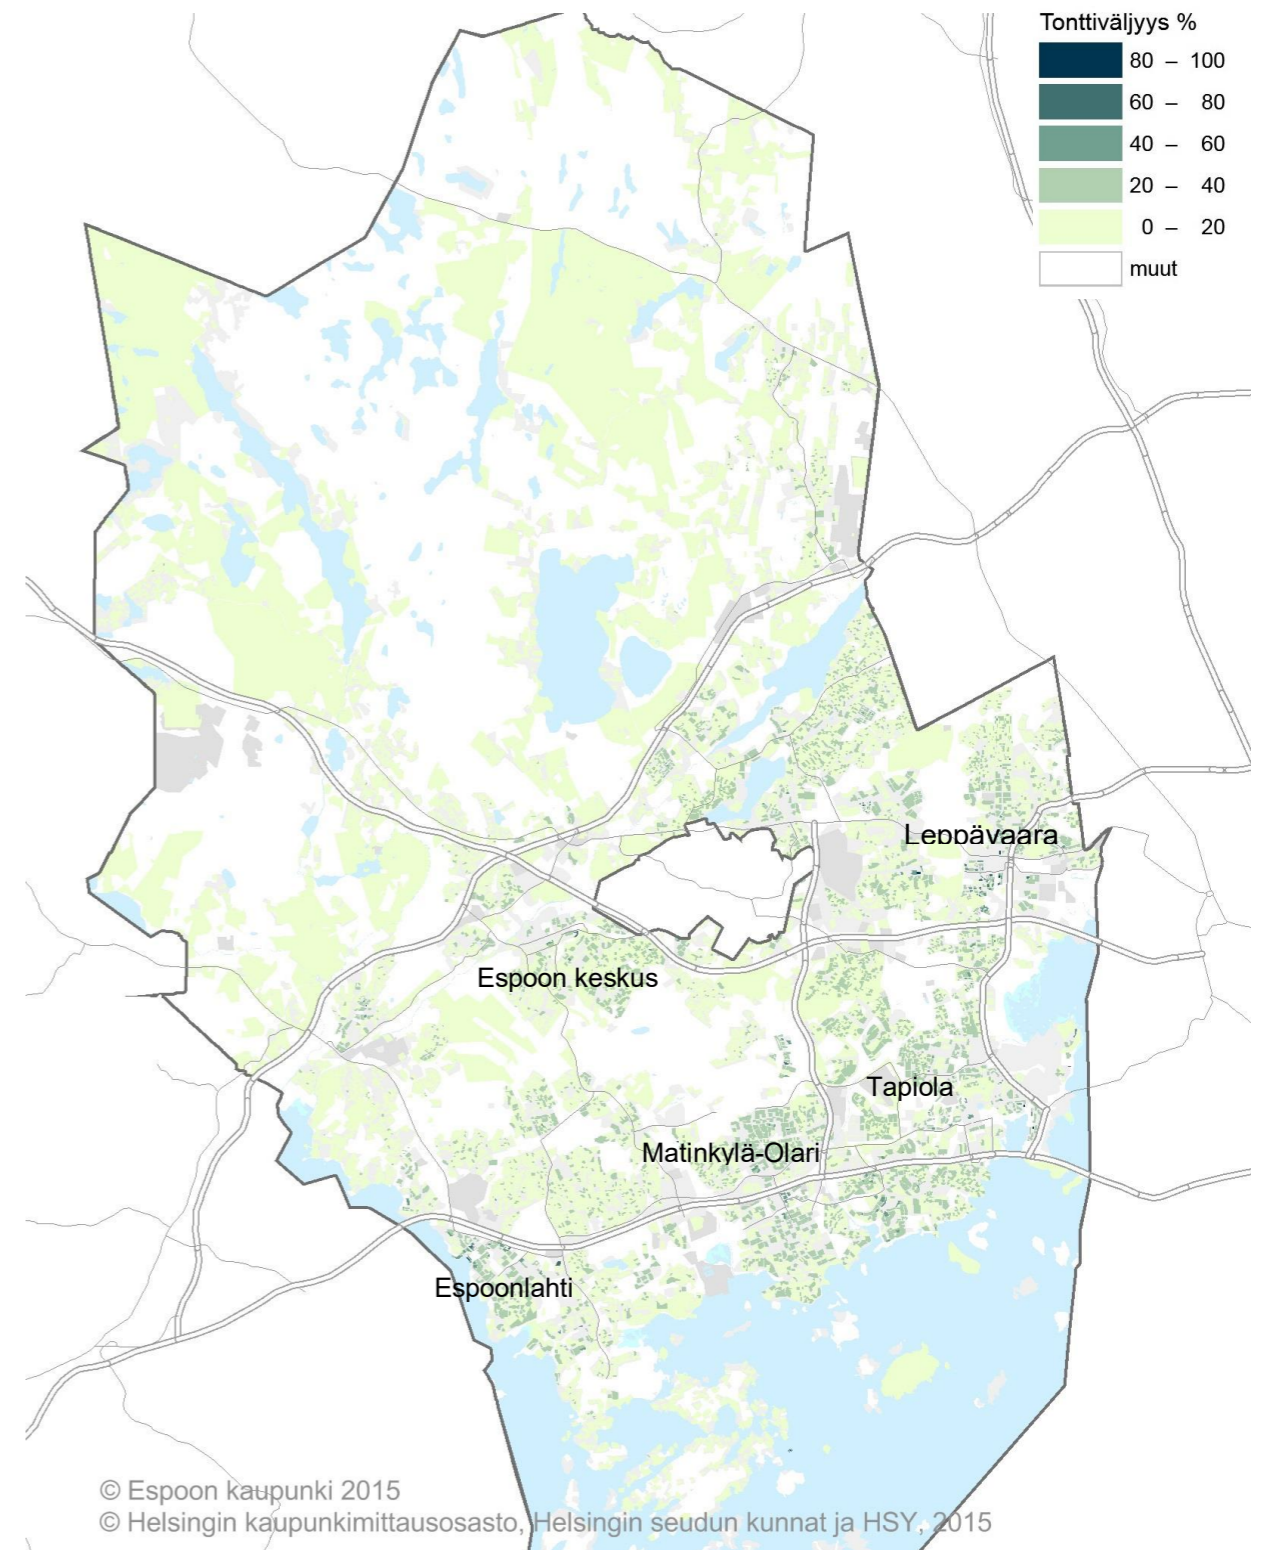 Tonttiväljyys %
80 – 100
60 – 80
40 – 60
20 – 40
0 – 20
muut
Leppävaara
Espoon keskus
Tapiola
Matinkylä-Olari
Espoonlahti
© Espoon kaupunki 2015
© Helsingin kaupunkimittausosasto, Helsingin seudun kunnat ja HSY, 2015